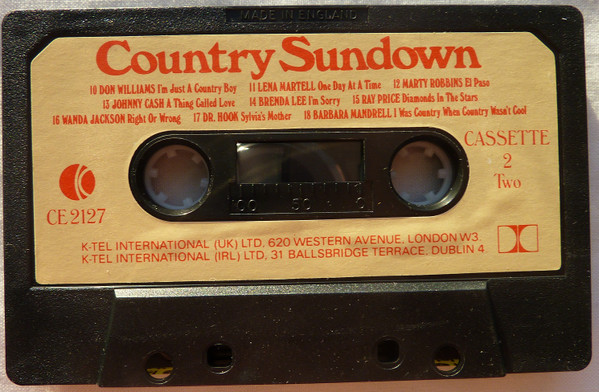 MADE IN ENGLAND
Country Sundown
10 DON WILLIAMS I'm Just A Country Boy 11 LENA MARTELL One Day At A Time 12 MARTY ROBBINS El Paso
13 JOHNNY CASH A Thing Called Love 14 BRENDA LEE I'm Sorry 15 RAY PRICE Diamonds In The Stars
16 WANDA JACKSON Right Or Wrong 17 DR. HOOK Sylvia's Mother 18 BARBARA MANDRELL I Was Country When Country Wasn't Cool
CASSETTE
2
Two
K
CE 2127
100 50 0
K-TEL INTERNATIONAL (UK) LTD. 620 WESTERN AVENUE. LONDON W3.
K-TEL INTERNATIONAL (IRL) LTD. 31 BALLSBRIDGE TERRACE. DUBLIN 4.